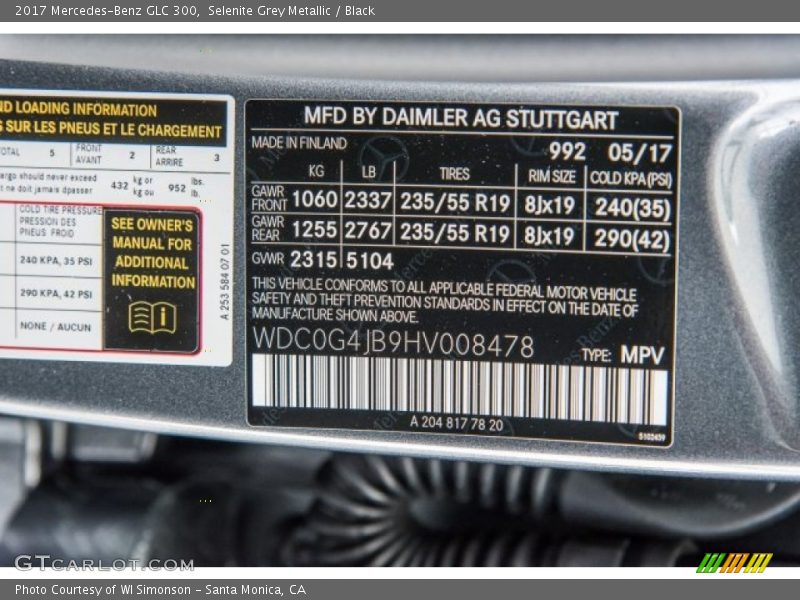 2017 Mercedes-Benz GLC 300, Selenite Grey Metallic / Black
ND LOADING INFORMATION
S SUR LES PNEUS ET LE CHARGEMENT
OTAL 5 FRONT AVANT 2 REAR ARRIERE 3
argo should never exceed
t ne doit jamais dépasser 432 kg or kg ou 952 lbs. lb.
COLD TIRE PRESSURE
PRESSION DES
PNEUS FROID
240 KPA, 35 PSI
290 KPA, 42 PSI
NONE / AUCUN
SEE OWNER'S
MANUAL FOR
ADDITIONAL
INFORMATION
A 253 584 07 01
MFD BY DAIMLER AG STUTTGART
MADE IN FINLAND 992 05/17
KG LB TIRES RIM SIZE COLD KPA(PSI)
GAWR FRONT 1060 2337 235/55 R19 8Jx19 240(35)
GAWR REAR 1255 2767 235/55 R19 8Jx19 290(42)
GVWR 2315 5104
THIS VEHICLE CONFORMS TO ALL APPLICABLE FEDERAL MOTOR VEHICLE
SAFETY AND THEFT PREVENTION STANDARDS IN EFFECT ON THE DATE OF
MANUFACTURE SHOWN ABOVE.
WDC0G4JB9HV008478
TYPE: MPV
A 204 817 78 20
GTCarLot.com
Photo Courtesy of WI Simonson - Santa Monica, CA